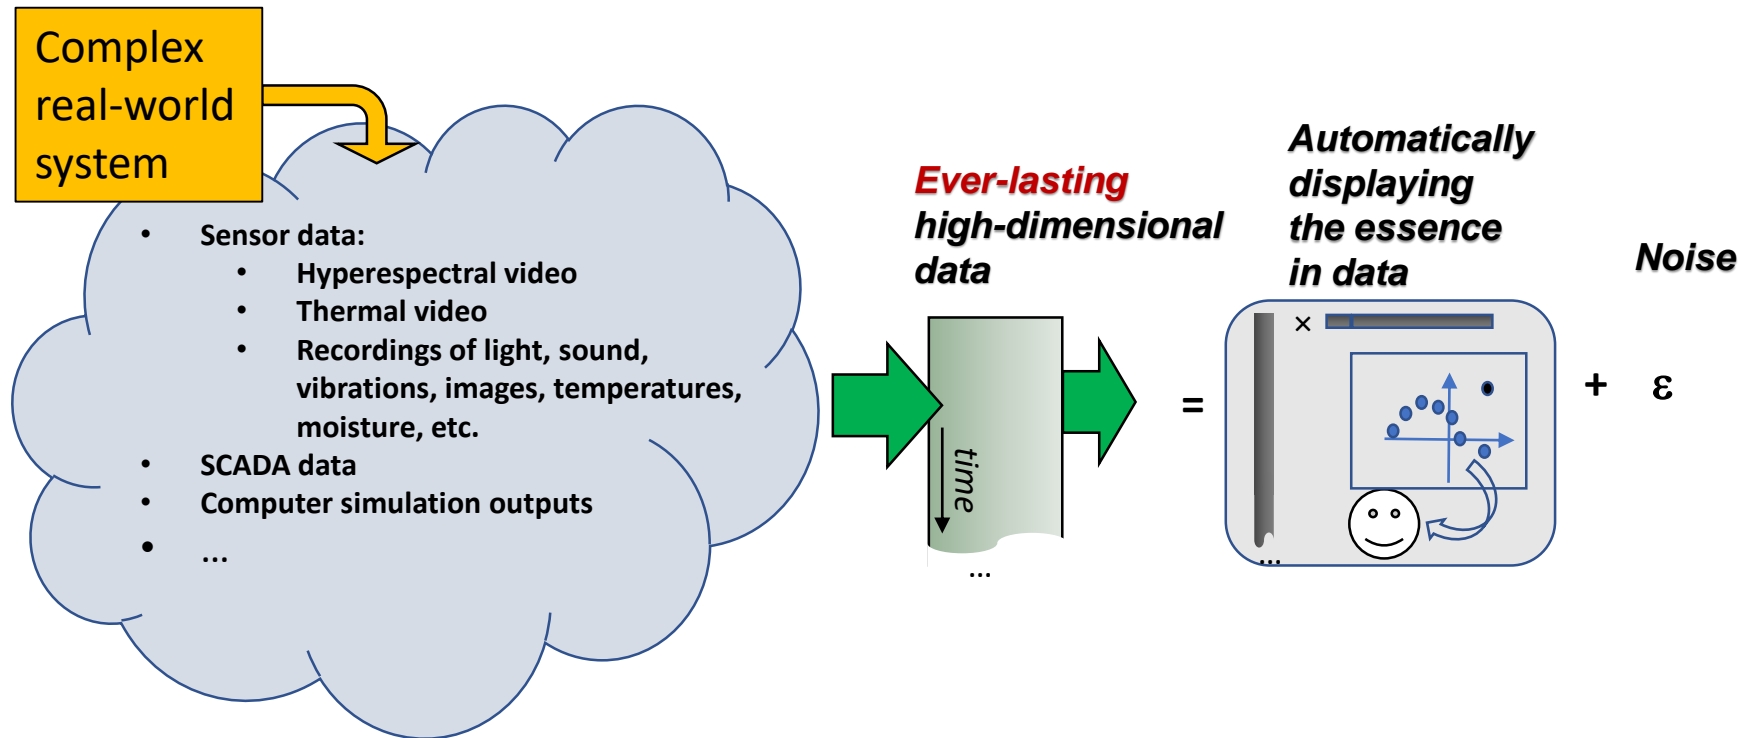 Complex
real-world
system
• Sensor data:
• Hyperespectral video
• Thermal video
• Recordings of light, sound,
vibrations, images, temperatures,
moisture, etc.
• SCADA data
• Computer simulation outputs
• ...
Ever-lasting
high-dimensional
data
time
...
=
Automatically
displaying
the essence
in data
×
...
+
Noise
ε